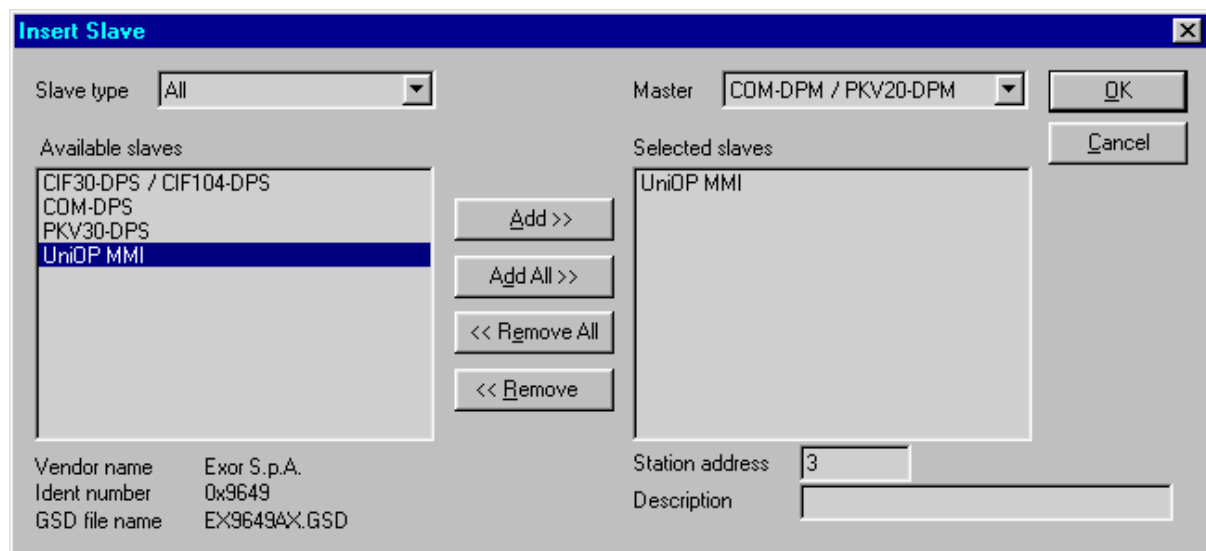 Insert Slave
Slave type All
Master COM-DPM / PKV20-DPM
OK
Cancel
Available slaves
CIF30-DPS / CIF104-DPS
COM-DPS
PKV30-DPS
UniOP MMI
Add >>
Add All >>
<< Remove All
<< Remove
Selected slaves
UniOP MMI
Vendor name Exor S.p.A.
Ident number 0x9649
GSD file name EX9649AX.GSD
Station address 3
Description